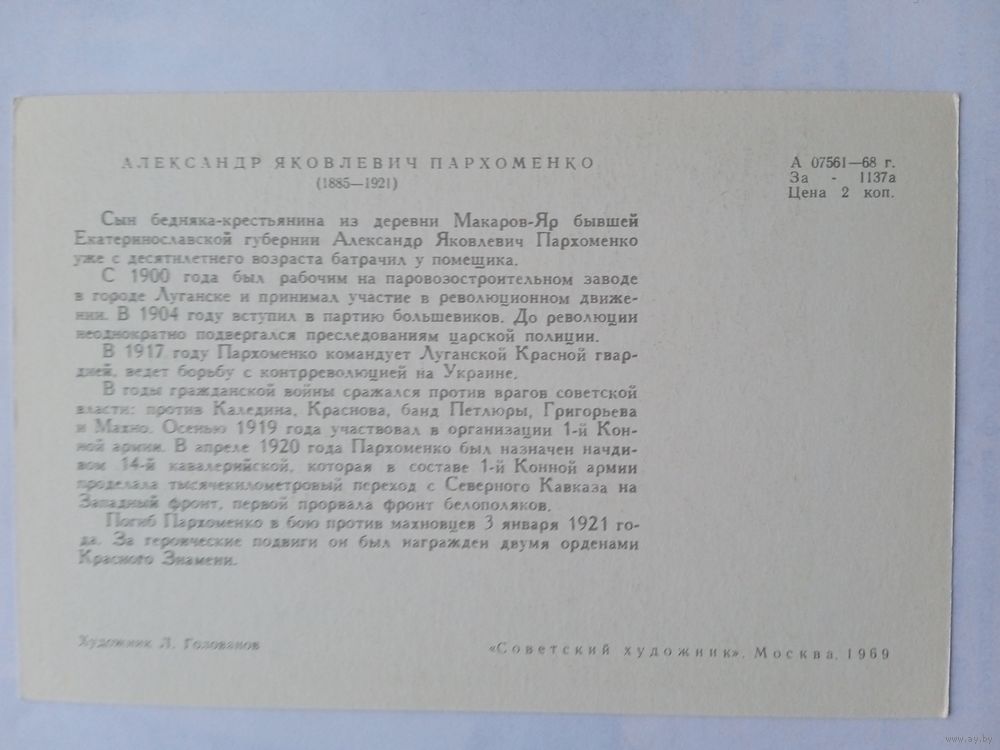 АЛЕКСАНДР ЯКОВЛЕВИЧ ПАРХОМЕНКО
(1885—1921)
А 07561—68 г.
За - 1137а
Цена 2 коп.
Сын бедняка-крестьянина из деревни Макаров-Яр бывшей
Екатеринославской губернии Александр Яковлевич Пархоменко
уже с десятилетнего возраста батрачил у помещика.
С 1900 года был рабочим на паровозостроительном заводе
в городе Луганске и принимал участие в революционном движе-
нии. В 1904 году вступил в партию большевиков. До революции
неоднократно подвергался преследованиям царской полиции.
В 1917 году Пархоменко командует Луганской Красной гвар-
дией, ведет борьбу с контрреволюцией на Украине.
В годы гражданской войны сражался против врагов советской
власти: против Каледина, Краснова, банд Петлюры, Григорьева
и Махно. Осенью 1919 года участвовал в организации 1-й Кон-
ной армии. В апреле 1920 года Пархоменко был назначен начди-
вом 14-й кавалерийской, которая в составе 1-й Конной армии
проделала тысячекилометровый переход с Северного Кавказа на
Западный фронт, первой прорвала фронт белополяков.
Погиб Пархоменко в бою против махновцев 3 января 1921 го-
да. За героические подвиги он был награжден двумя орденами
Красного Знамени.
Художник Л. Голованов
«Советский художник». Москва. 1969
www.ay.by